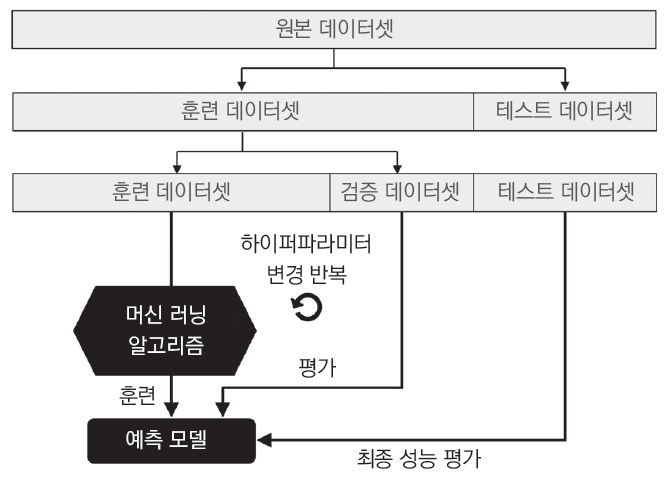 원본 데이터셋
훈련 데이터셋
테스트 데이터셋
훈련 데이터셋
검증 데이터셋
테스트 데이터셋
하이퍼파라미터
변경 반복
머신 러닝
알고리즘
평가
훈련
예측 모델
최종 성능 평가